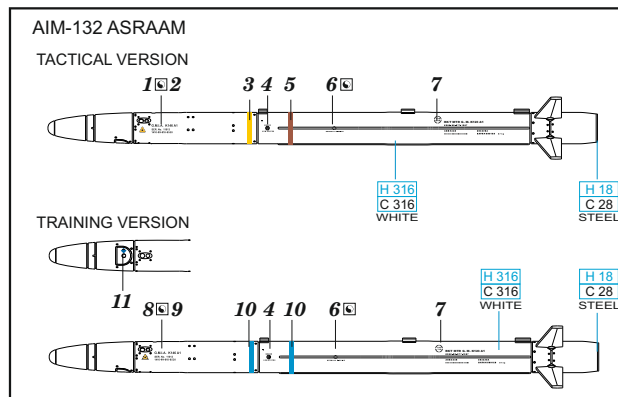 AIM-132 ASRAAM
TACTICAL VERSION
1 2 3 4 5 6 7
H 316
C 316
WHITE
H 18
C 28
STEEL
TRAINING VERSION
11
H 316
C 316
WHITE
H 18
C 28
STEEL
8 9 10 4 10 6 7